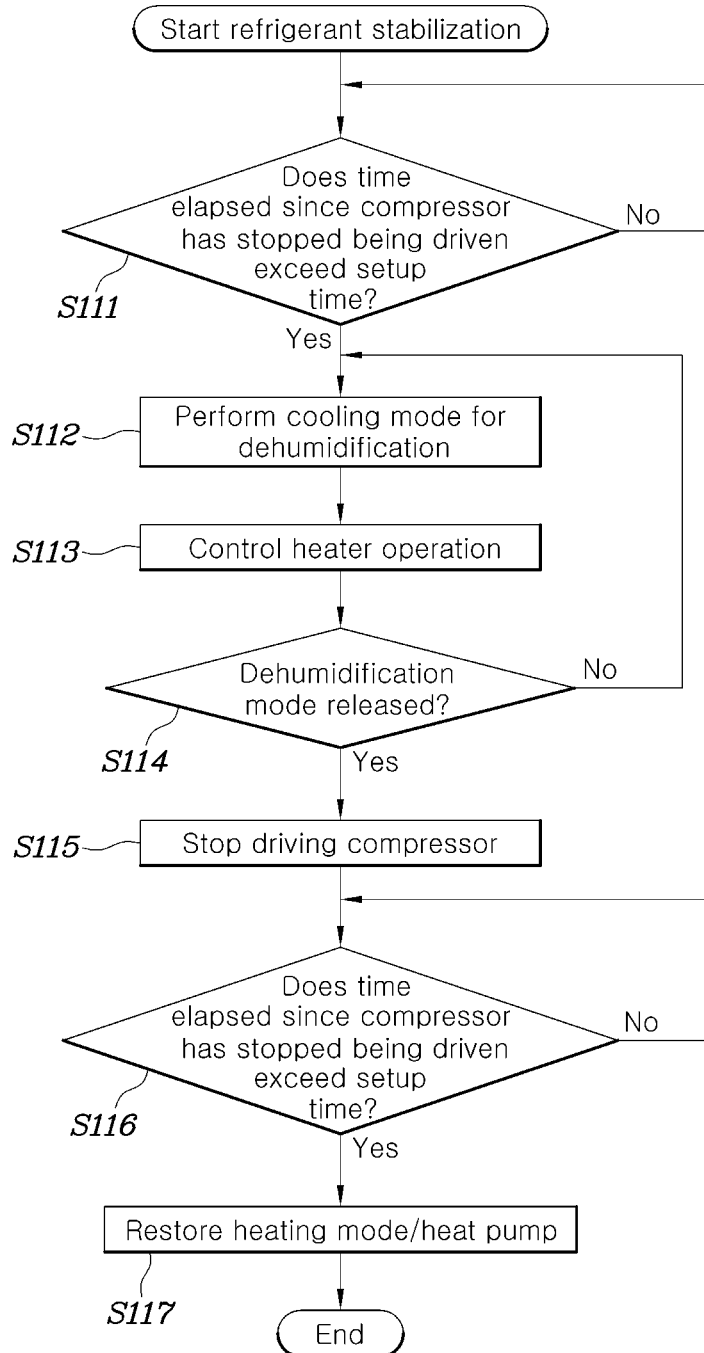 Start refrigerant stabilization
Does time
elapsed since compressor
has stopped being driven
exceed setup
time?
No
S111
Yes
Perform cooling mode for
dehumidification
S112
Control heater operation
S113
Dehumidification
mode released?
No
S114
Yes
Stop driving compressor
S115
Does time
elapsed since compressor
has stopped being driven
exceed setup
time?
No
S116
Yes
Restore heating mode/heat pump
S117
End